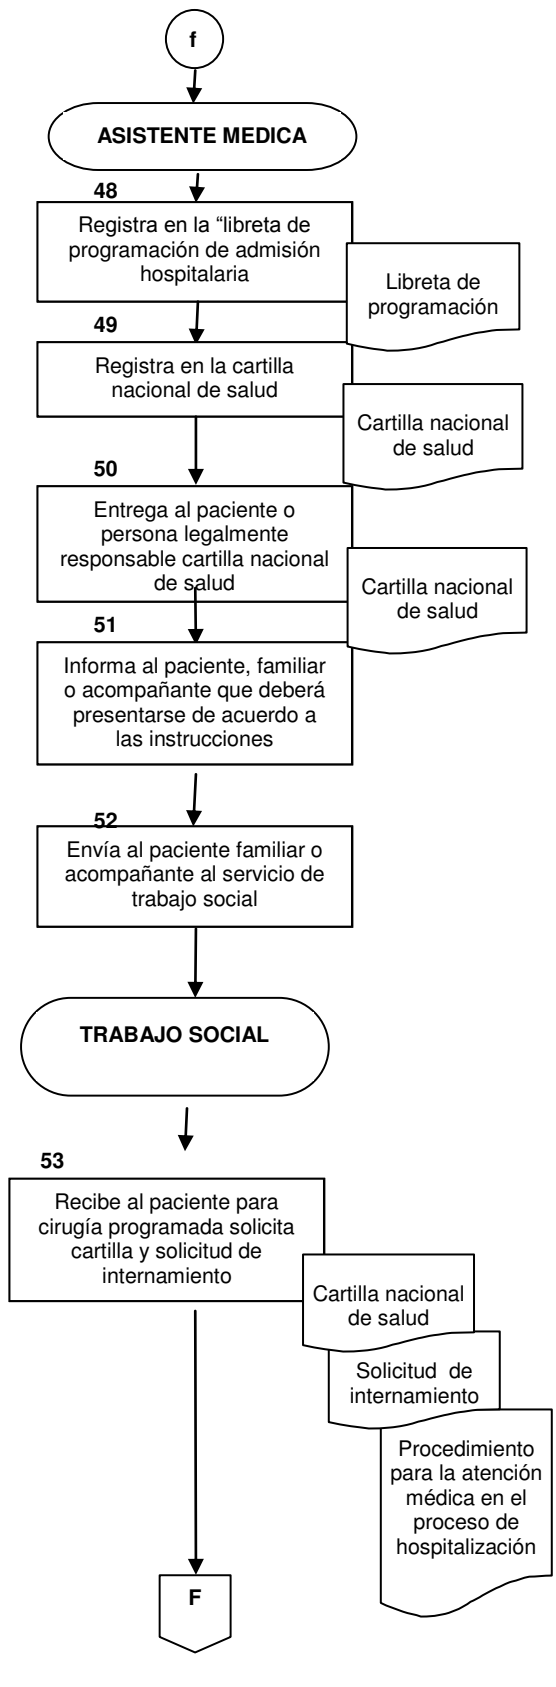 f
ASISTENTE MEDICA
48
Registra en la “libreta de
programación de admisión
hospitalaria
Libreta de
programación
49
Registra en la cartilla
nacional de salud
Cartilla nacional
de salud
50
Entrega al paciente o
persona legalmente
responsable cartilla nacional
de salud
Cartilla nacional
de salud
51
Informa al paciente, familiar
o acompañante que deberá
presentarse de acuerdo a
las instrucciones
52
Envía al paciente familiar o
acompañante al servicio de
trabajo social
TRABAJO SOCIAL
53
Recibe al paciente para
cirugía programada solicita
cartilla y solicitud de
internamiento
Cartilla nacional
de salud
Solicitud de
internamiento
Procedimiento
para la atención
médica en el
proceso de
hospitalización
F